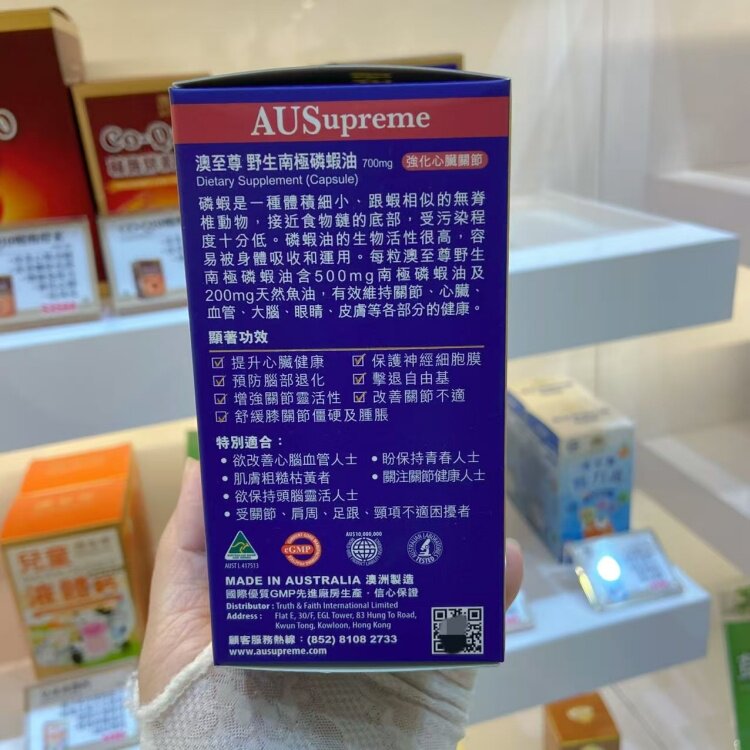 AUSupreme
澳至尊 野生南極磷蝦油 700mg 強化心臟關節
Dietary Supplement (Capsule)
磷蝦是一種體積細小、跟蝦相似的無脊
椎動物，接近食物鏈的底部，受污染程
度十分低。磷蝦油的生物活性很高，容
易被身體吸收和運用。每粒澳至尊野生
南極磷蝦油含500mg南極磷蝦油及
200mg天然魚油，有效維持關節、心臟、
血管、大腦、眼睛、皮膚等各部分的健康。
顯著功效
提升心臟健康 保護神經細胞膜
預防腦部退化 擊退自由基
增強關節靈活性 改善關節不適
舒緩膝關節僵硬及腫脹
特別適合：
• 欲改善心腦血管人士 • 盼保持青春人士
• 肌膚粗糙枯黃者 • 關注關節健康人士
• 欲保持頭腦靈活人士
• 受關節、肩周、足跟、頸項不適困擾者
AUST L 417513
cGMP
AUS10,000,000
AUSTRALIAN LABORATORY
TESTED
MADE IN AUSTRALIA 澳洲製造
國際優質GMP先進廠房生產，信心保證
Distributor : Truth & Faith International Limited
Address : Flat E, 30/F, EGL Tower, 83 Hung To Road,
Kwun Tong, Kowloon, Hong Kong
顧客服務熱線：(852) 8108 2733
www.ausupreme.com
Co-Q
兒童
液體鈣